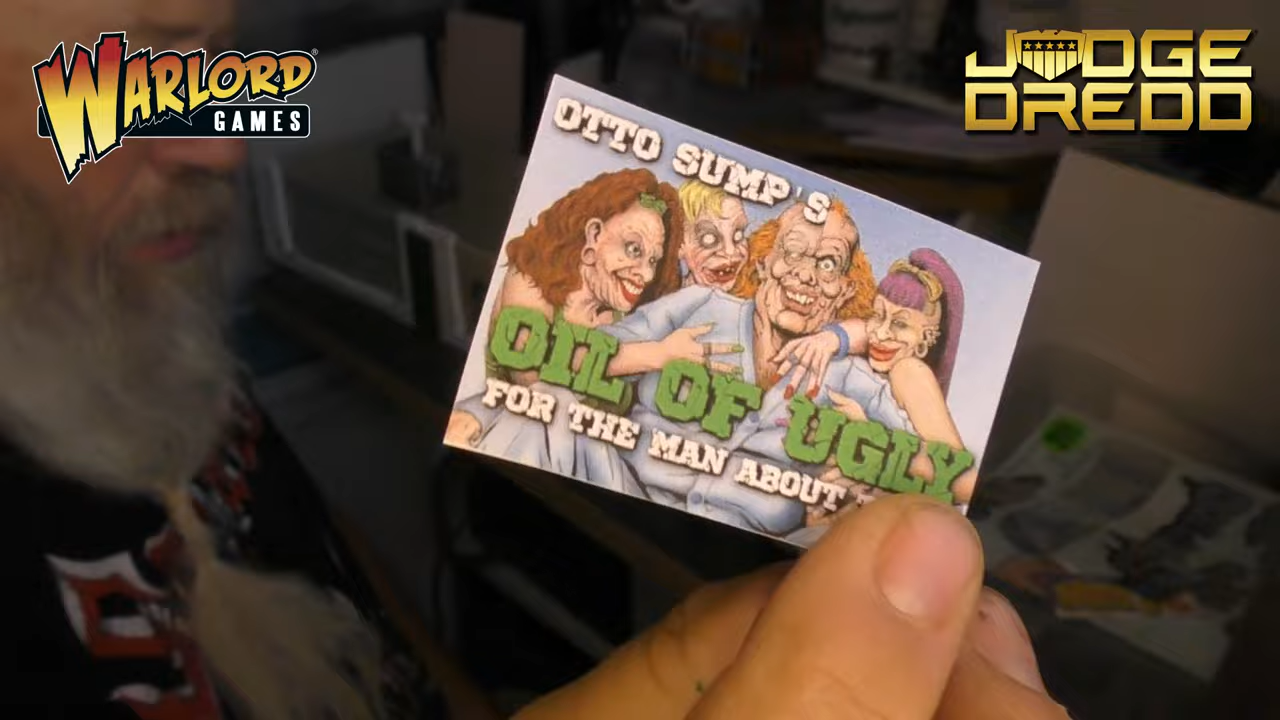 WARLORD
GAMES
JUDGE
DREDD
OTTO SUMP'S
OIL OF UGLY
FOR THE MAN ABOUT